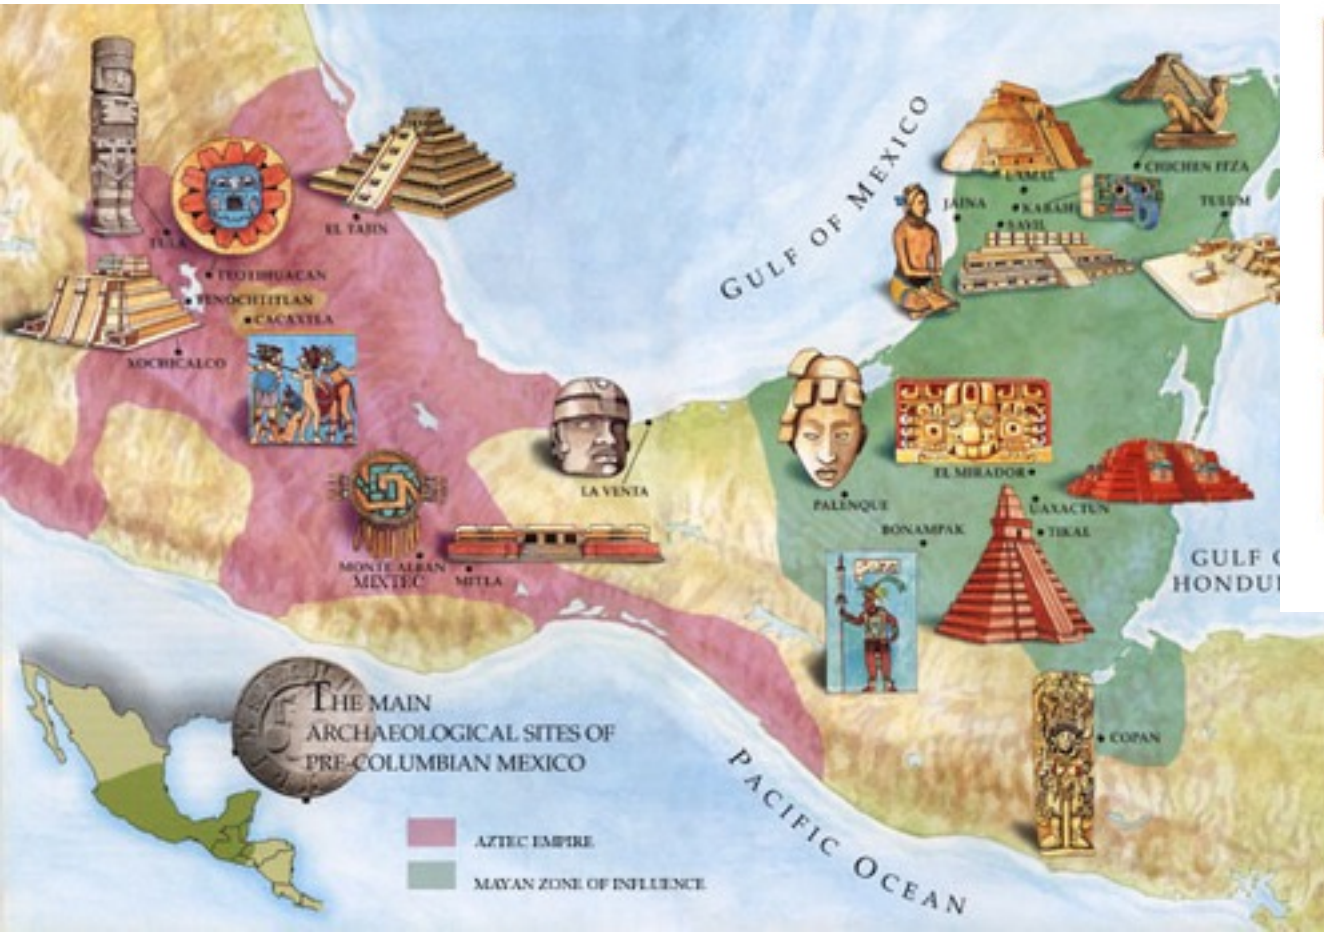 GULF OF MEXICO
CHICHEN ITZA
UXMAL
JAINA
KABAH
TULUM
SAYIL
TULA
EL TAJIN
TEOTIHUACAN
TENOCHTITLAN
CACAXTLA
XOCHICALCO
LA VENTA
EL MIRADOR
PALENQUE
UAXACTUN
BONAMPAK
TIKAL
MONTE ALBAN
MIXTEC
MITLA
GULF O
HONDU
THE MAIN
ARCHAEOLOGICAL SITES OF
PRE-COLUMBIAN MEXICO
COPAN
PACIFIC OCEAN
AZTEC EMPIRE
MAYAN ZONE OF INFLUENCE